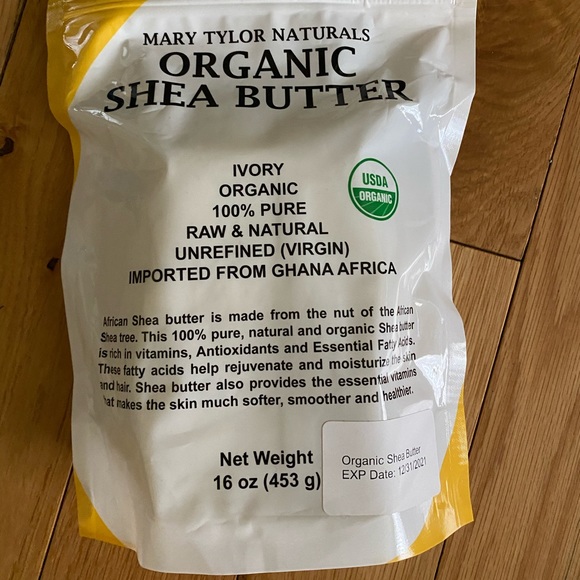 MARY TYLOR NATURALS
ORGANIC
SHEA BUTTER
IVORY
ORGANIC
100% PURE
RAW & NATURAL
UNREFINED (VIRGIN)
IMPORTED FROM GHANA AFRICA
USDA
ORGANIC
African Shea butter is made from the nut of the African
Shea tree. This 100% pure, natural and organic Shea butter
is rich in vitamins, Antioxidants and Essential Fatty Acids.
These fatty acids help rejuvenate and moisturize the skin
and hair. Shea butter also provides the essential vitamins
that makes the skin much softer, smoother and healthier.
Net Weight
16 oz (453 g)
Organic Shea Butter
EXP Date: 12/31/2021